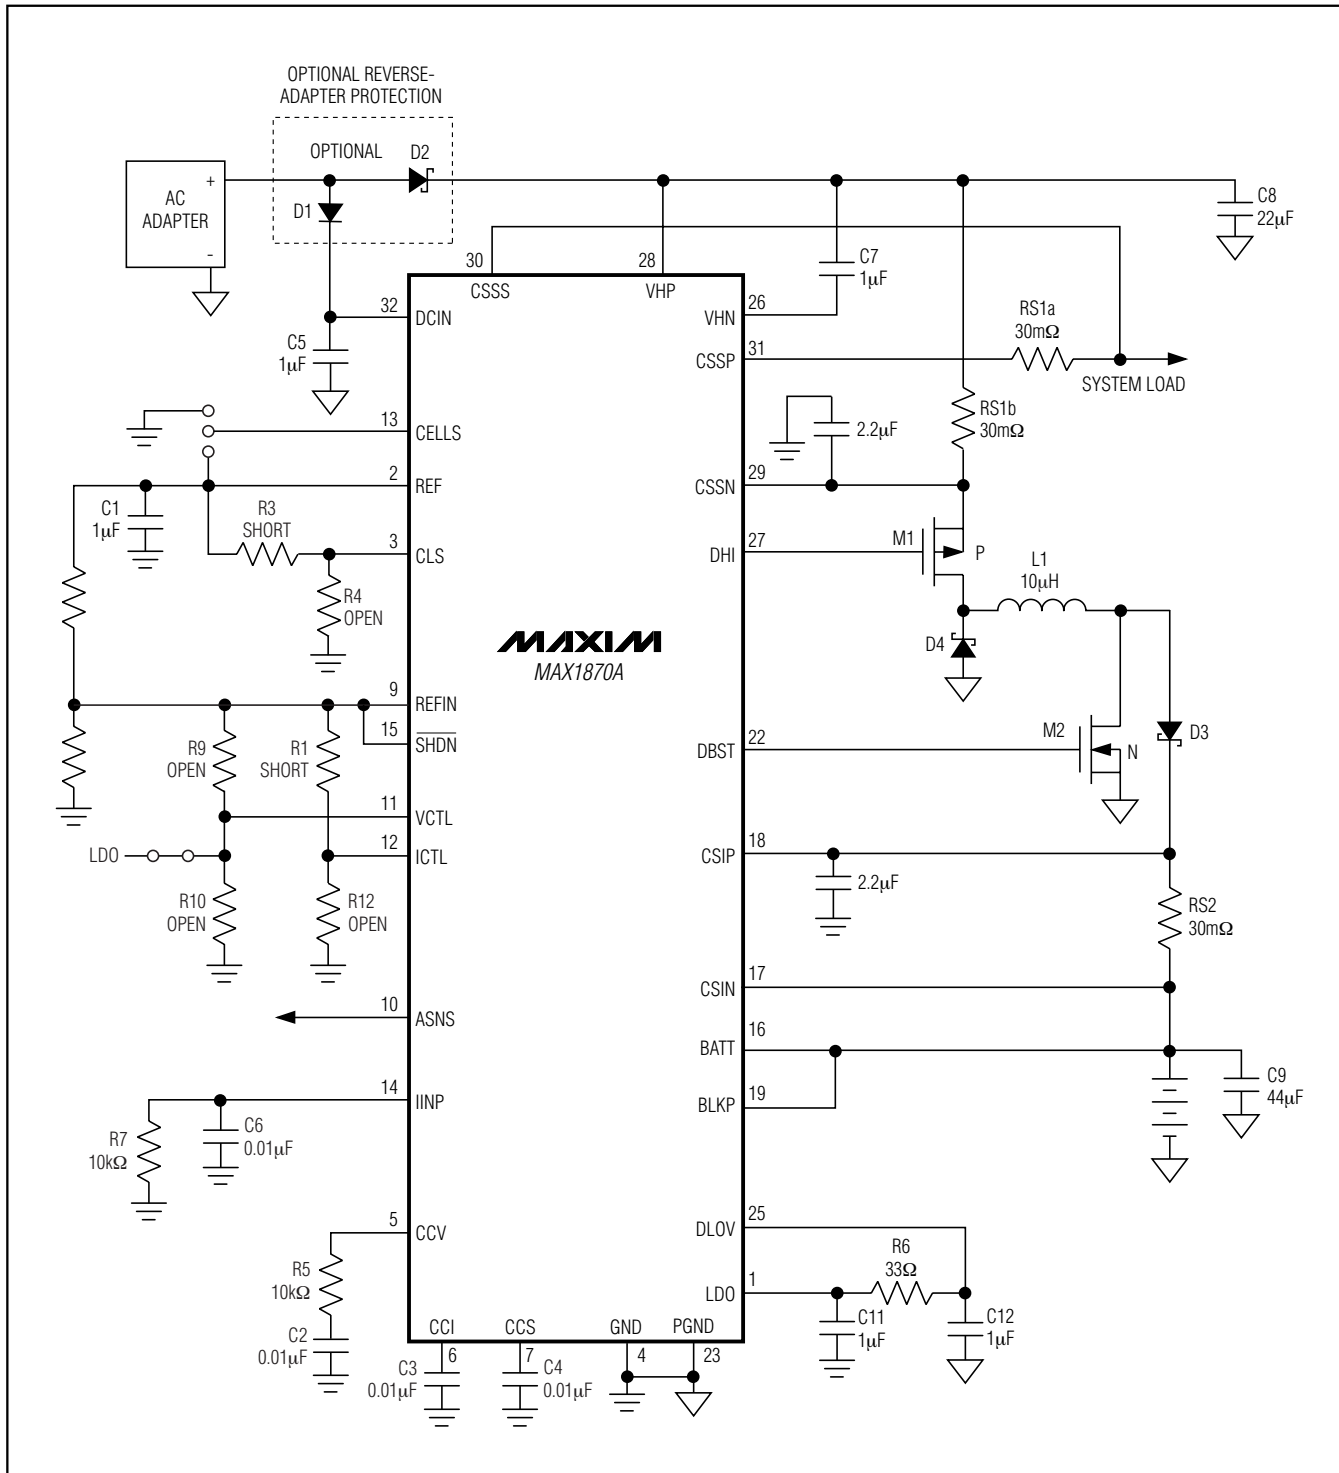 OPTIONAL REVERSE-
ADAPTER PROTECTION
OPTIONAL
D2
AC
ADAPTER
+
-
D1
C8
22µF
30
CSSS
28
VHP
C7
1µF
32
DCIN
C5
1µF
26
VHN
31
CSSP
RS1a
30mΩ
SYSTEM LOAD
13
CELLS
2.2µF
RS1b
30mΩ
2
REF
29
CSSN
C1
1µF
R3
SHORT
3
CLS
27
DHI
M1
P
L1
10µH
R4
OPEN
MAXIM
MAX1870A
D4
9
REFIN
15
SHDN
R9
OPEN
R1
SHORT
22
DBST
M2
N
D3
11
VCTL
LDO
12
ICTL
18
CSIP
2.2µF
R10
OPEN
R12
OPEN
RS2
30mΩ
17
CSIN
10
ASNS
16
BATT
19
BLKP
C9
44µF
14
IINP
R7
10kΩ
C6
0.01µF
5
CCV
25
DLOV
R5
10kΩ
R6
33Ω
1
LDO
C2
0.01µF
C11
1µF
C12
1µF
CCI
CCS
GND
PGND
6
7
4
23
C3
0.01µF
C4
0.01µF